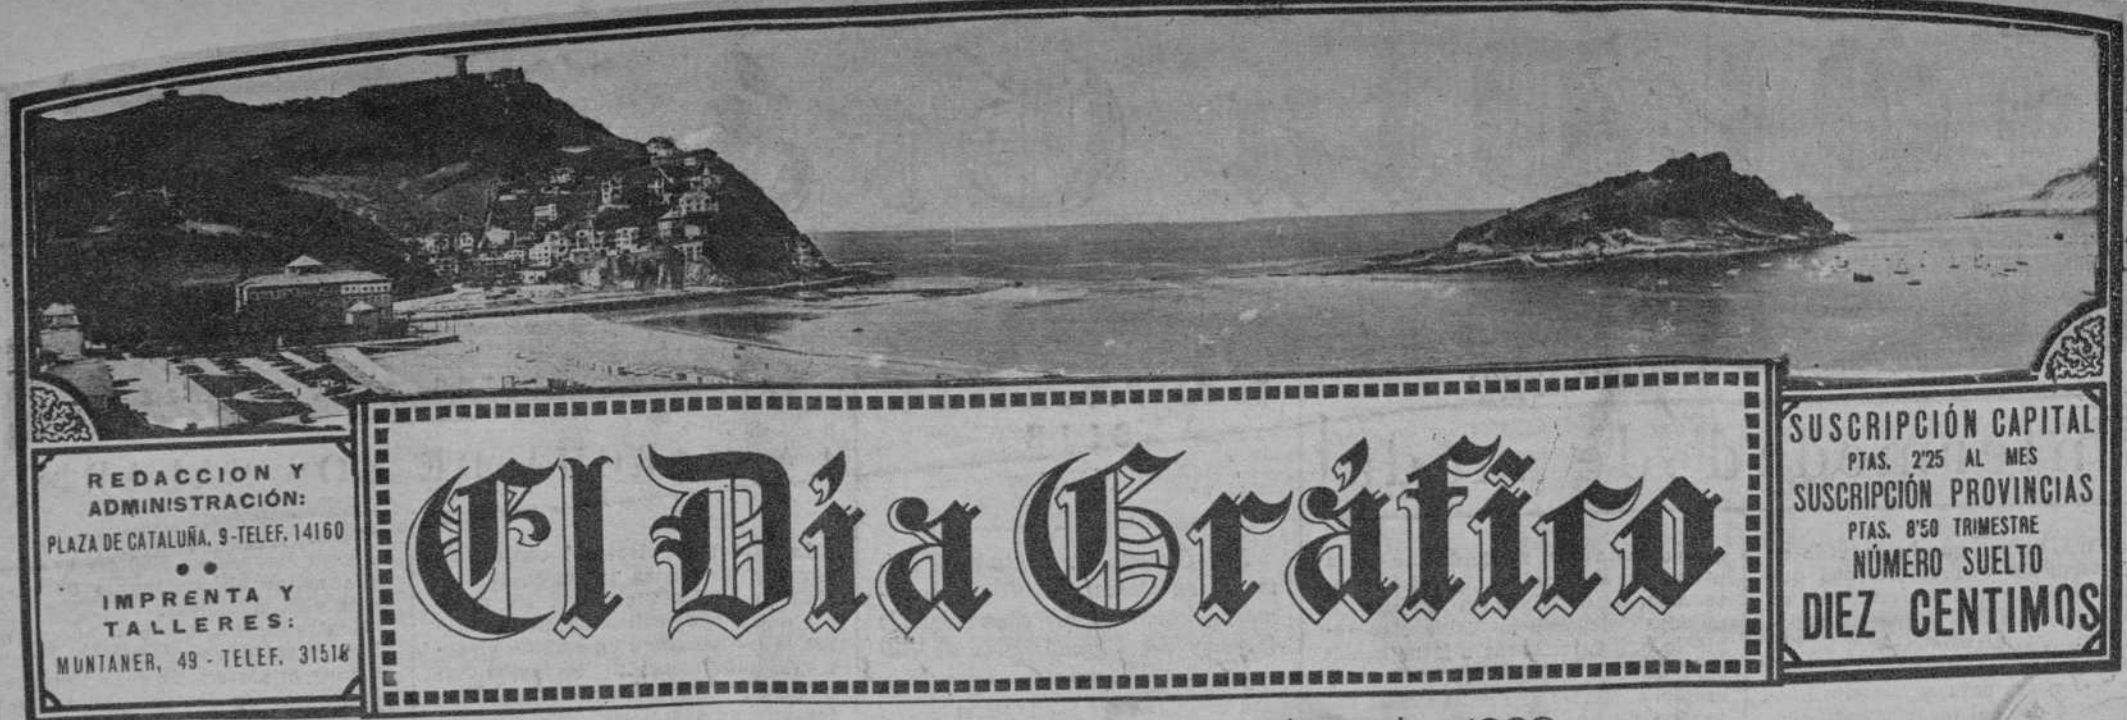 REDACCION Y
ADMINISTRACIÓN:
PLAZA DE CATALUÑA, 9-TELEF. 14160
IMPRENTA Y
TALLERES:
MUNTANER, 49 - TELEF. 31518
El Día Gráfico
SUSCRIPCIÓN CAPITAL
PTAS. 2'25 AL MES
SUSCRIPCIÓN PROVINCIAS
PTAS. 8'50 TRIMESTRE
NÚMERO SUELTO
DIEZ CENTIMOS